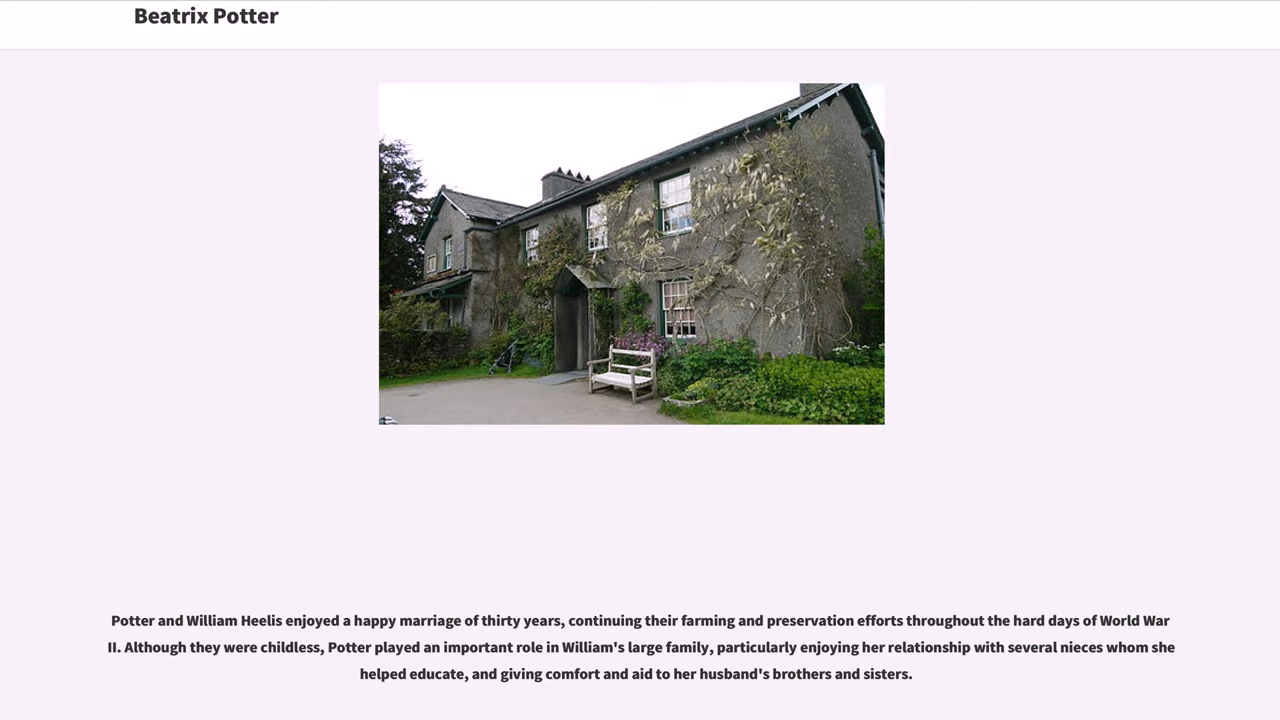 Beatrix Potter
Potter and William Heelis enjoyed a happy marriage of thirty years, continuing their farming and preservation efforts throughout the hard days of World War
II. Although they were childless, Potter played an important role in William's large family, particularly enjoying her relationship with several nieces whom she
helped educate, and giving comfort and aid to her husband's brothers and sisters.